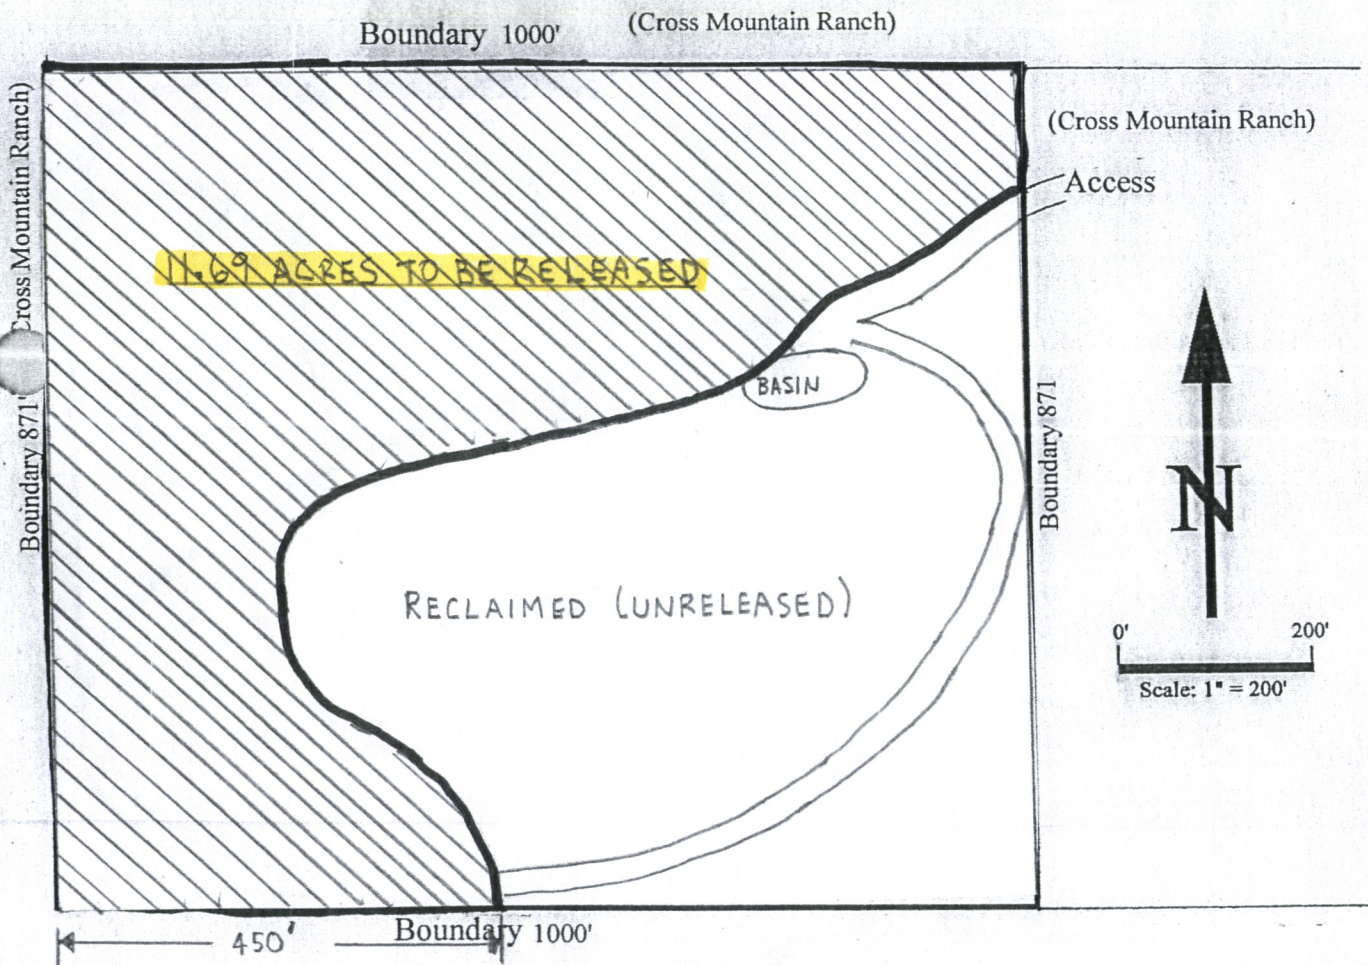 Boundary 1000' (Cross Mountain Ranch)
(Cross Mountain Ranch)
Access
Cross Mountain Ranch)
11.69 ACRES TO BE RELEASED
BASIN
Boundary 871'
Boundary 871
N
RECLAIMED (UNRELEASED)
0' 200'
Scale: 1" = 200'
450'
Boundary 1000'